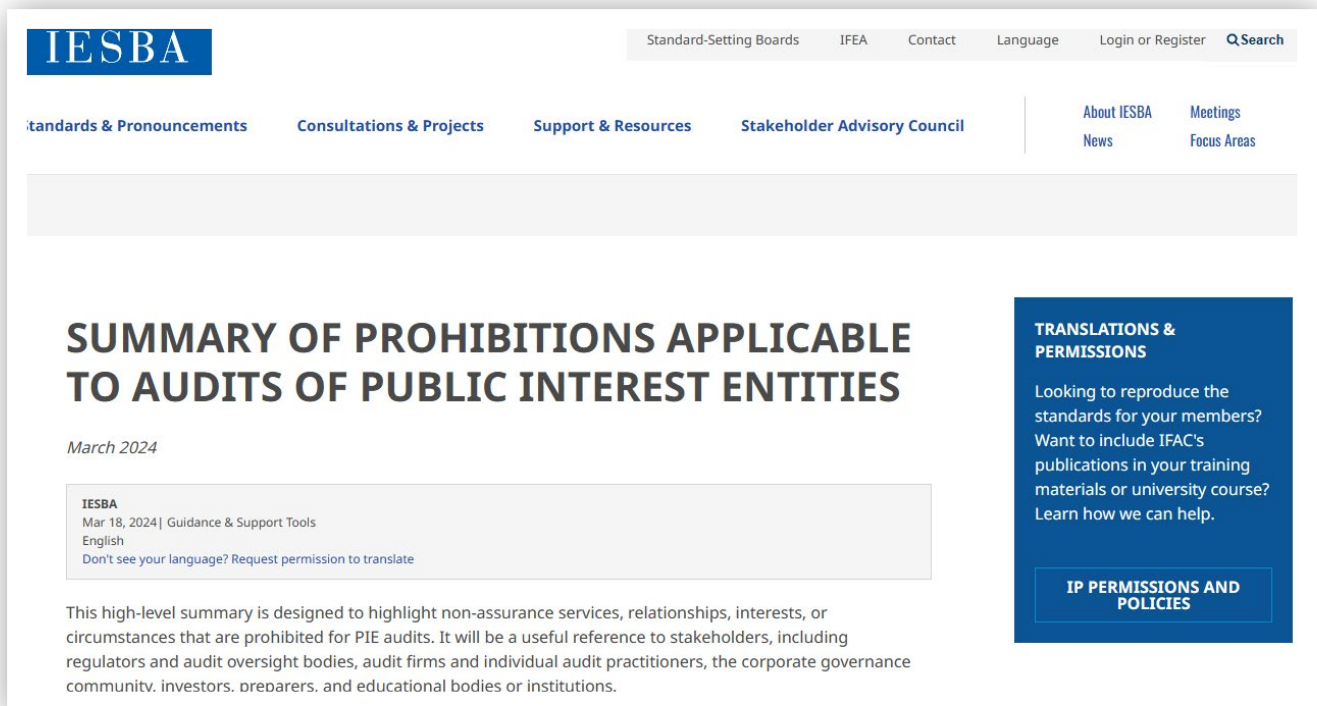 IESBA
Standard-Setting Boards IFEA Contact Language Login or Register Search
tandards & Pronouncements Consultations & Projects Support & Resources Stakeholder Advisory Council
About IESBA Meetings
News Focus Areas
SUMMARY OF PROHIBITIONS APPLICABLE
TO AUDITS OF PUBLIC INTEREST ENTITIES
March 2024
IESBA
Mar 18, 2024| Guidance & Support Tools
English
Don't see your language? Request permission to translate
This high-level summary is designed to highlight non-assurance services, relationships, interests, or
circumstances that are prohibited for PIE audits. It will be a useful reference to stakeholders, including
regulators and audit oversight bodies, audit firms and individual audit practitioners, the corporate governance
community, investors, preparers, and educational bodies or institutions.
TRANSLATIONS &
PERMISSIONS
Looking to reproduce the
standards for your members?
Want to include IFAC's
publications in your training
materials or university course?
Learn how we can help.
IP PERMISSIONS AND
POLICIES